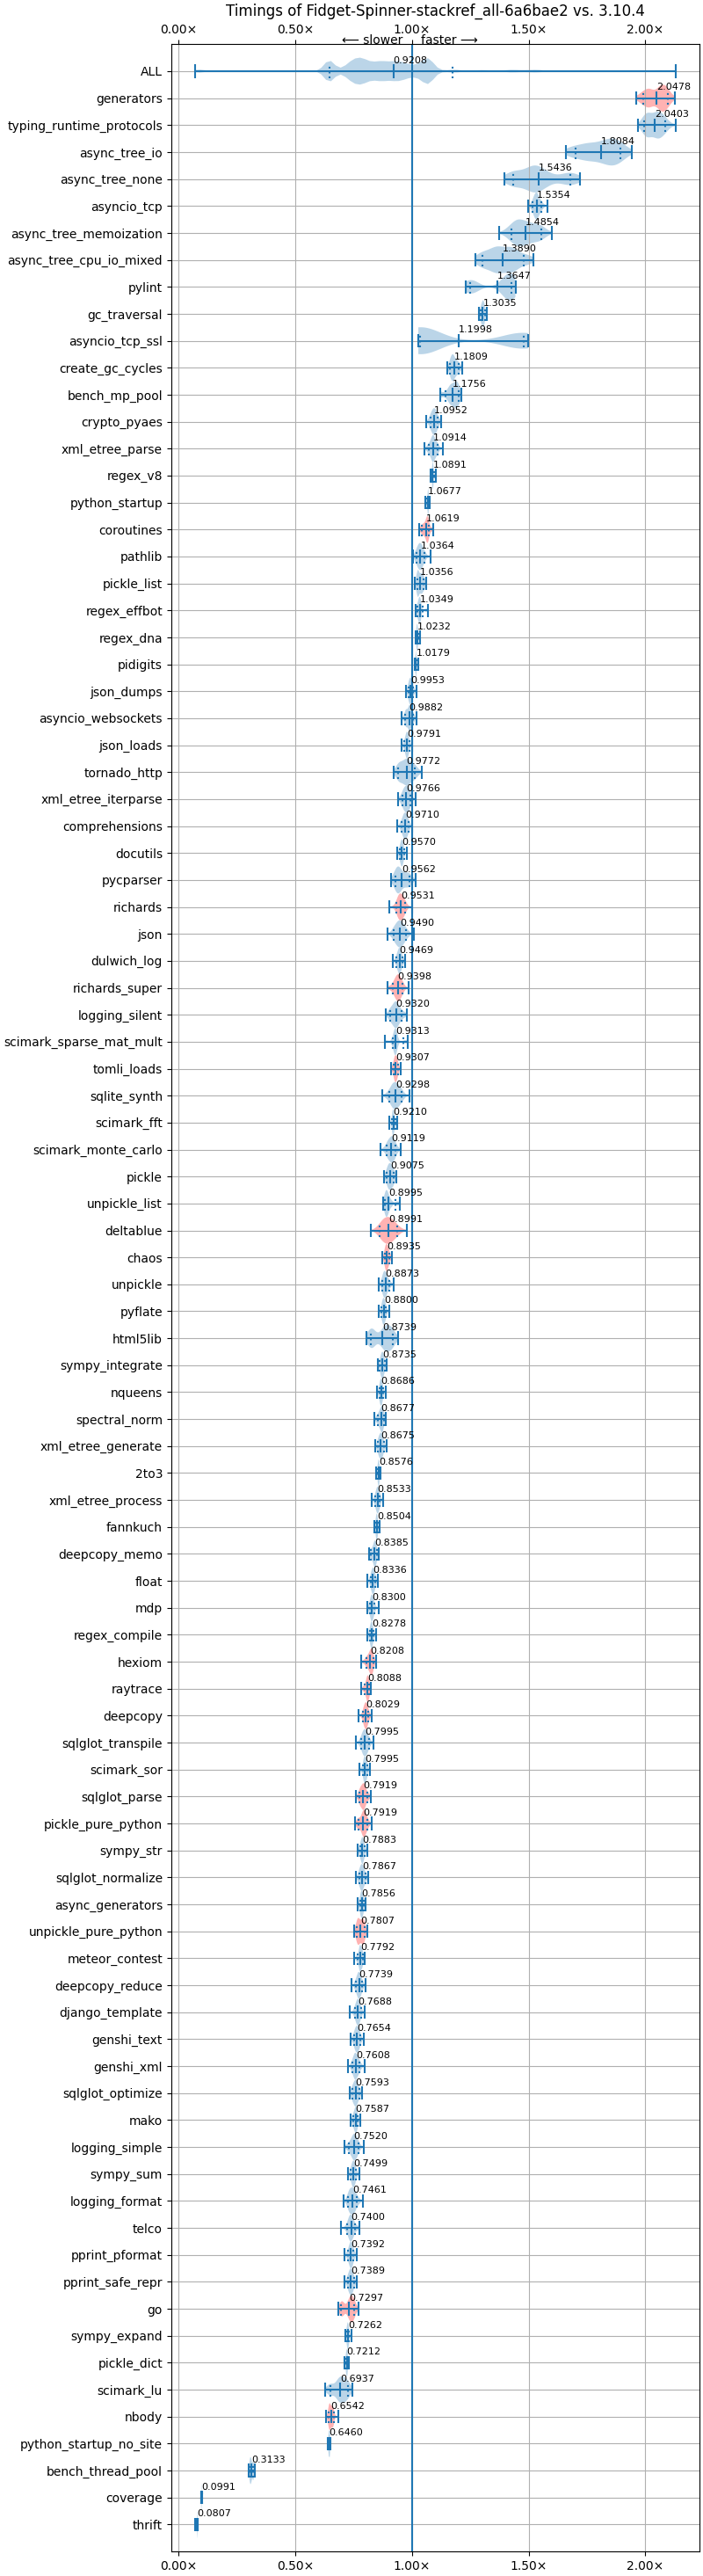 Timings of Fidget-Spinner-stackref_all-6a6bae2 vs. 3.10.4
0.00× 0.50× 1.00× 1.50× 2.00×
⟵ slower faster ⟶
ALL 0.9208
generators 2.0478
typing_runtime_protocols 2.0403
async_tree_io 1.8084
async_tree_none 1.5436
asyncio_tcp 1.5354
async_tree_memoization 1.4854
async_tree_cpu_io_mixed 1.3890
pylint 1.3647
gc_traversal 1.3035
asyncio_tcp_ssl 1.1998
create_gc_cycles 1.1809
bench_mp_pool 1.1756
crypto_pyaes 1.0952
xml_etree_parse 1.0914
regex_v8 1.0891
python_startup 1.0677
coroutines 1.0619
pathlib 1.0364
pickle_list 1.0356
regex_effbot 1.0349
regex_dna 1.0232
pidigits 1.0179
json_dumps 0.9953
asyncio_websockets 0.9882
json_loads 0.9791
tornado_http 0.9772
xml_etree_iterparse 0.9766
comprehensions 0.9710
docutils 0.9570
pycparser 0.9562
richards 0.9531
json 0.9490
dulwich_log 0.9469
richards_super 0.9398
logging_silent 0.9320
scimark_sparse_mat_mult 0.9313
tomli_loads 0.9307
sqlite_synth 0.9298
scimark_fft 0.9210
scimark_monte_carlo 0.9119
pickle 0.9075
unpickle_list 0.8995
deltablue 0.8991
chaos 0.8935
unpickle 0.8873
pyflate 0.8800
html5lib 0.8739
sympy_integrate 0.8735
nqueens 0.8686
spectral_norm 0.8677
xml_etree_generate 0.8675
2to3 0.8576
xml_etree_process 0.8533
fannkuch 0.8504
deepcopy_memo 0.8385
float 0.8336
mdp 0.8300
regex_compile 0.8278
hexiom 0.8208
raytrace 0.8088
deepcopy 0.8029
sqlglot_transpile 0.7995
scimark_sor 0.7995
sqlglot_parse 0.7919
pickle_pure_python 0.7919
sympy_str 0.7883
sqlglot_normalize 0.7867
async_generators 0.7856
unpickle_pure_python 0.7807
meteor_contest 0.7792
deepcopy_reduce 0.7739
django_template 0.7688
genshi_text 0.7654
genshi_xml 0.7608
sqlglot_optimize 0.7593
mako 0.7587
logging_simple 0.7520
sympy_sum 0.7499
logging_format 0.7461
telco 0.7400
pprint_pformat 0.7392
pprint_safe_repr 0.7389
go 0.7297
sympy_expand 0.7262
pickle_dict 0.7212
scimark_lu 0.6937
nbody 0.6542
python_startup_no_site 0.6460
bench_thread_pool 0.3133
coverage 0.0991
thrift 0.0807
0.00× 0.50× 1.00× 1.50× 2.00×